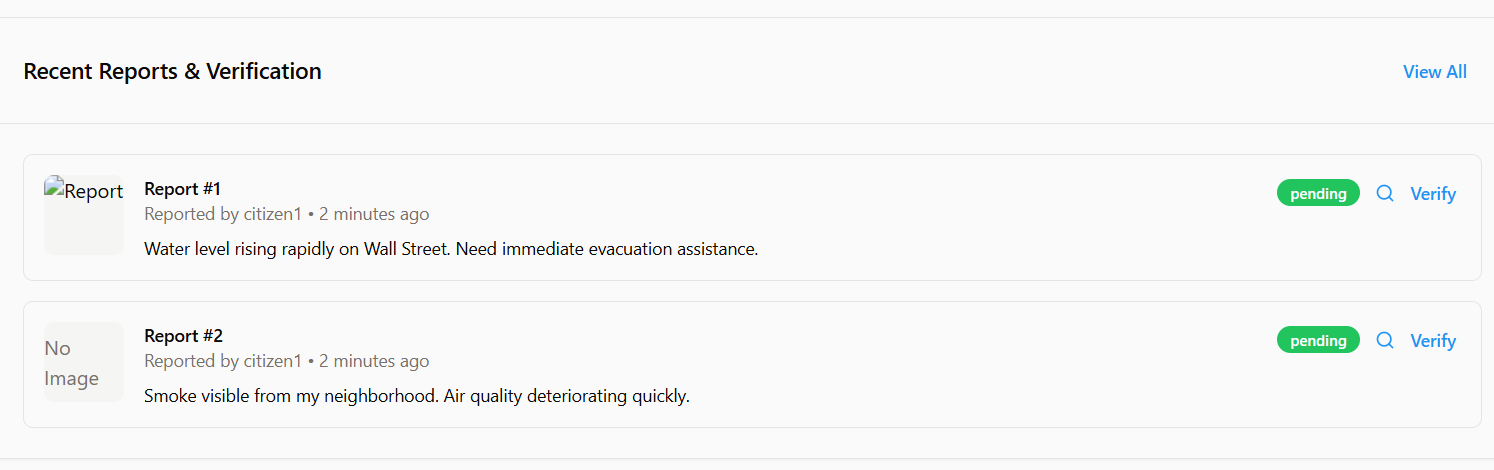 Recent Reports & Verification
View All
Report
Report #1
Reported by citizen1 • 2 minutes ago
Water level rising rapidly on Wall Street. Need immediate evacuation assistance.
pending
Verify
No
Image
Report #2
Reported by citizen1 • 2 minutes ago
Smoke visible from my neighborhood. Air quality deteriorating quickly.
pending
Verify